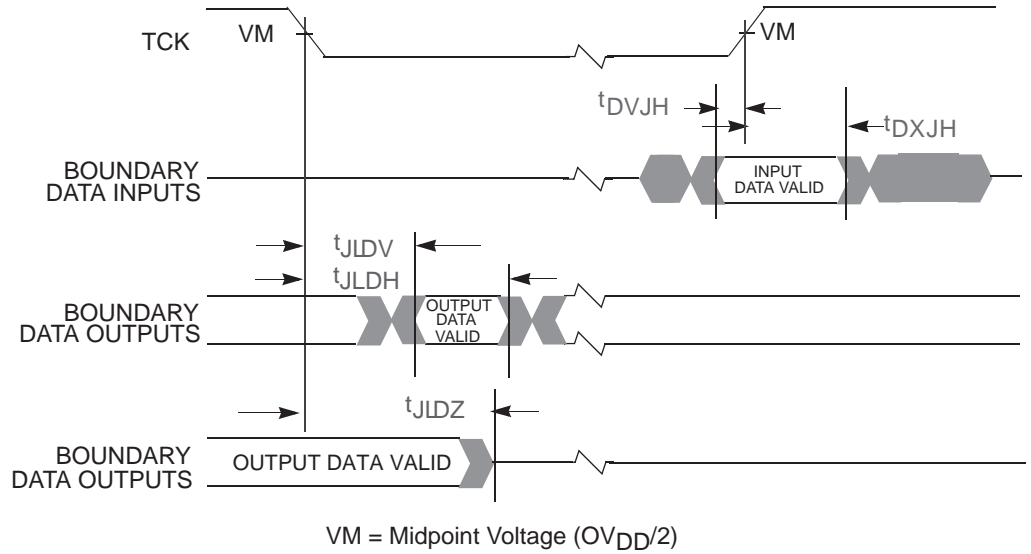 TCK
VM
VM
tDVJH
tDXJH
BOUNDARY
DATA INPUTS
INPUT
DATA VALID
tJLDV
tJLDH
BOUNDARY
DATA OUTPUTS
OUTPUT
DATA
VALID
tJLDZ
BOUNDARY
DATA OUTPUTS
OUTPUT DATA VALID
VM = Midpoint Voltage (OVDD/2)